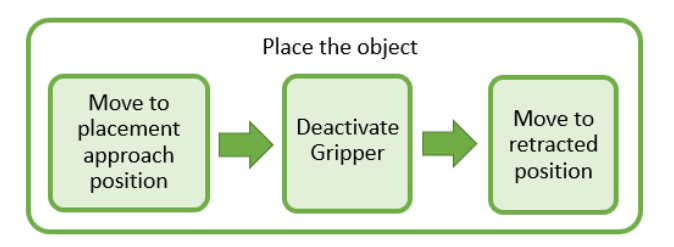 Place the object
Move to
placement
approach
position
Deactivate
Gripper
Move to
retracted
position